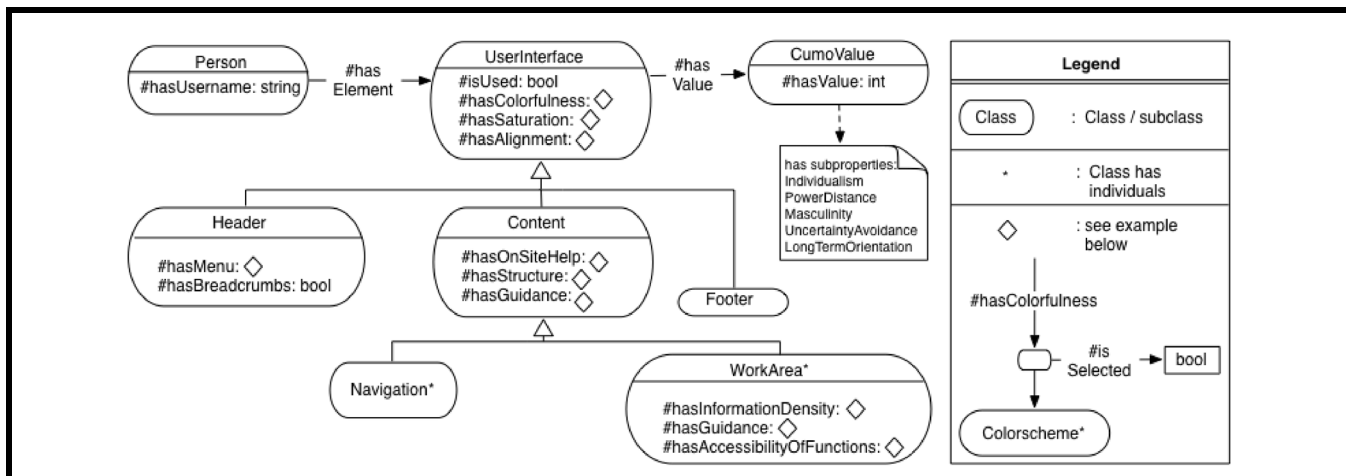 Person
#hasUsername: string
#has
Element
UserInterface
#isUsed: bool
#hasColorfulness:
#hasSaturation:
#hasAlignment:
#has
Value
CumoValue
#hasValue: int
has subproperties:
Individualism
PowerDistance
Masculinity
UncertaintyAvoidance
LongTermOrientation
Header
#hasMenu:
#hasBreadcrumbs: bool
Content
#hasOnSiteHelp:
#hasStructure:
#hasGuidance:
Footer
Navigation*
WorkArea*
#hasInformationDensity:
#hasGuidance:
#hasAccessibilityOfFunctions:
Legend
Class
: Class / subclass
*
: Class has
individuals
: see example
below
#hasColorfulness
#is
Selected
bool
Colorscheme*